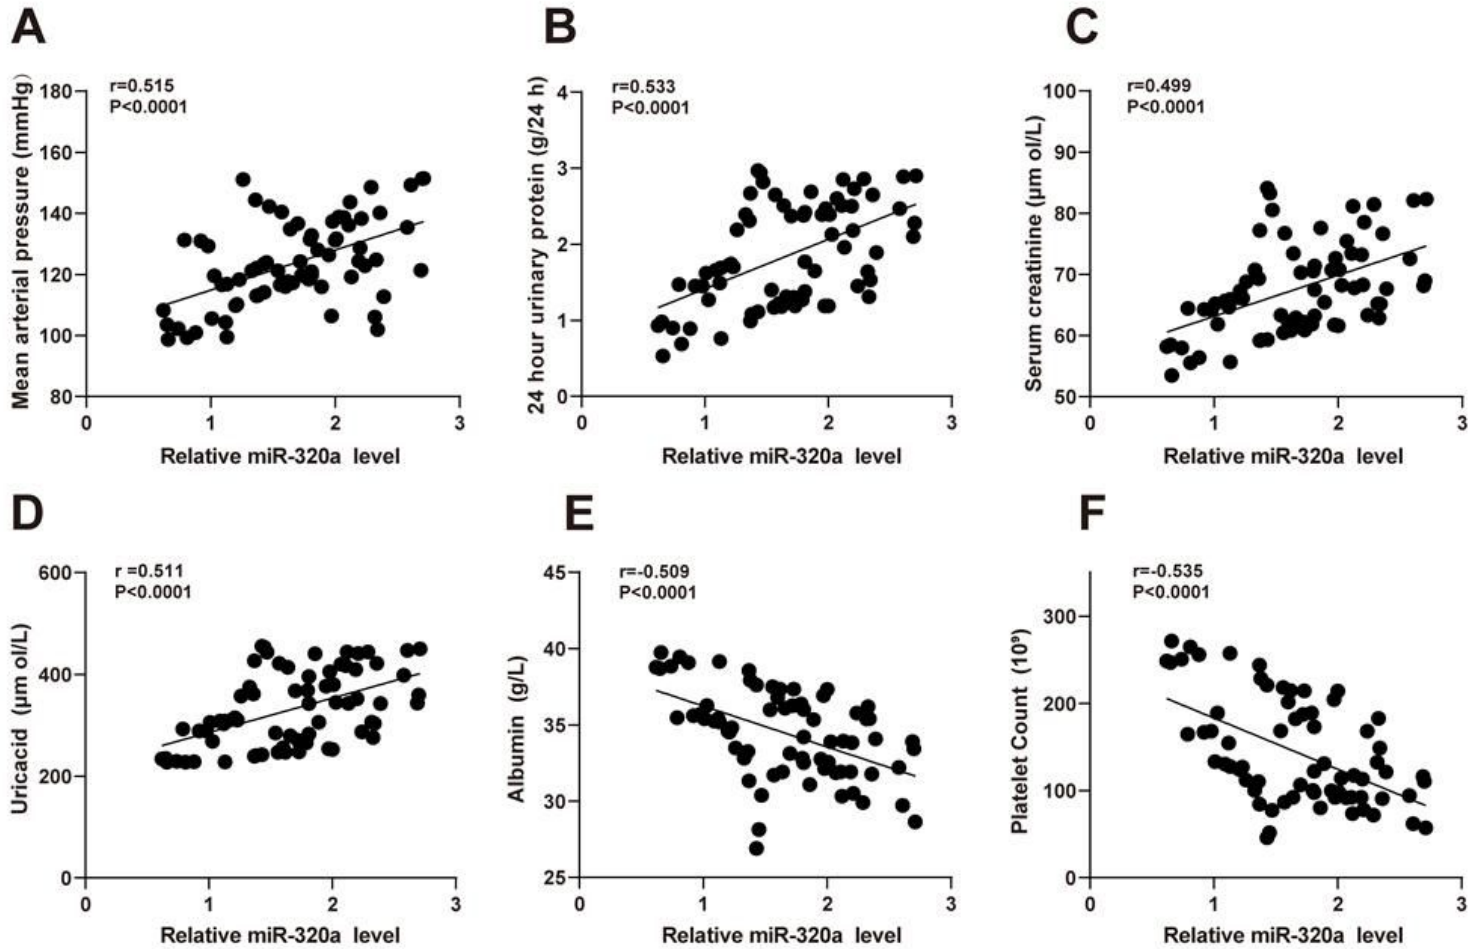 A
r=0.515
P<0.0001
Mean arterial pressure (mmHg)
180
160
140
120
100
80
0 1 2 3
Relative miR-320a level
B
r=0.533
P<0.0001
24 hour urinary protein (g/24 h)
4
3
2
1
0
0 1 2 3
Relative miR-320a level
C
r=0.499
P<0.0001
Serum creatinine (μm ol/L)
100
90
80
70
60
50
0 1 2 3
Relative miR-320a level
D
r =0.511
P<0.0001
Uricacid (μm ol/L)
600
400
200
0
0 1 2 3
Relative miR-320a level
E
r=-0.509
P<0.0001
Albumin (g/L)
45
40
35
30
25
0 1 2 3
Relative miR-320a level
F
r=-0.535
P<0.0001
Platelet Count (10⁹)
300
200
100
0
0 1 2 3
Relative miR-320a level